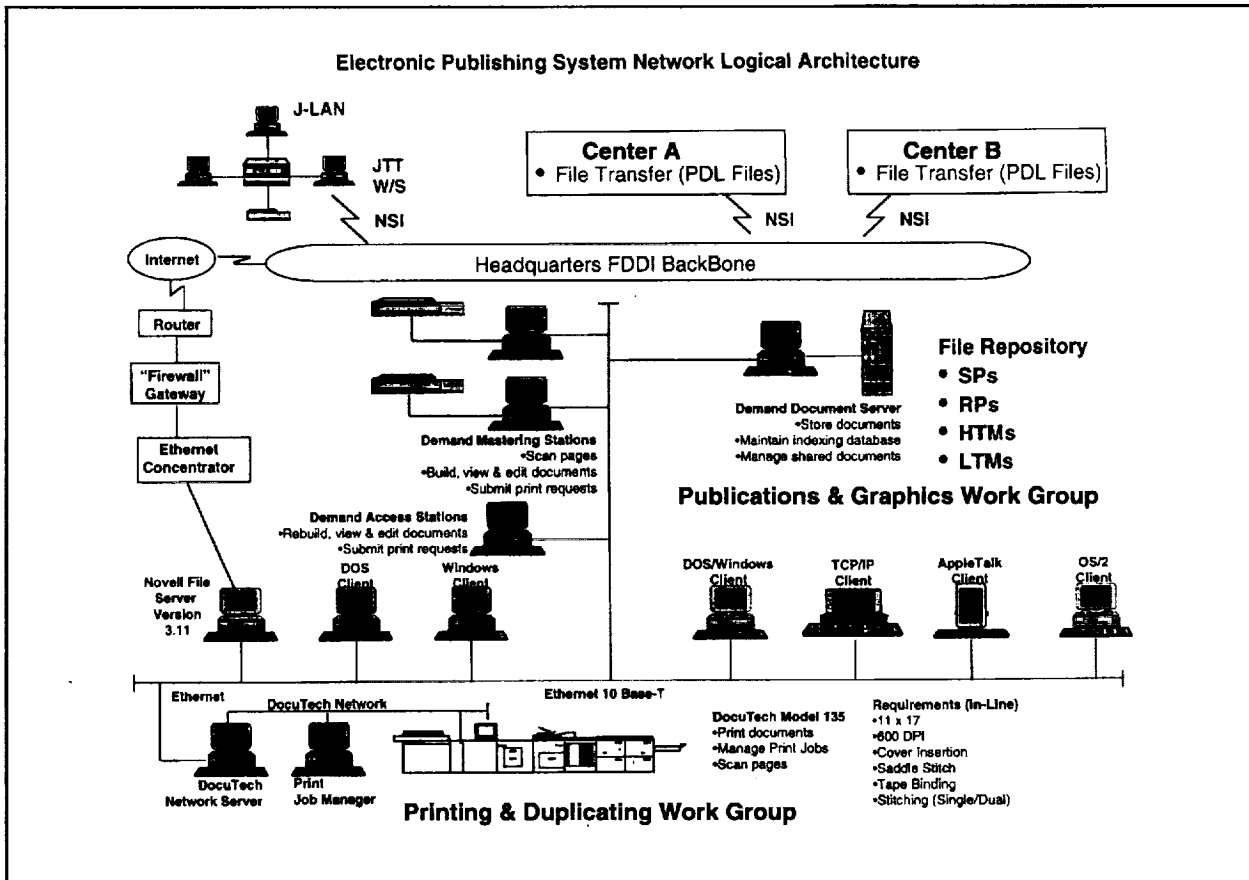 Electronic Publishing System Network Logical Architecture
J-LAN
JTT
W/S
NSI
Center A
• File Transfer (PDL Files)
NSI
Center B
• File Transfer (PDL Files)
NSI
Internet
Headquarters FDDI BackBone
Router
"Firewall"
Gateway
Ethernet
Concentrator
Demand Mastering Stations
•Scan pages
•Build, view & edit documents
•Submit print requests
Demand Document Server
•Store documents
•Maintain indexing database
•Manage shared documents
File Repository
• SPs
• RPs
• HTMs
• LTMs
Publications & Graphics Work Group
Demand Access Stations
•Rebuild, view & edit documents
•Submit print requests
Novell File
Server
Version
3.11
DOS
Client
Windows
Client
DOS/Windows
Client
TCP/IP
Client
AppleTalk
Client
OS/2
Client
Ethernet
Ethernet 10 Base-T
DocuTech Network
DocuTech
Network Server
Print
Job Manager
DocuTech Model 135
•Print documents
•Manage Print Jobs
•Scan pages
Requirements (In-Line)
•11 x 17
•600 DPI
•Cover Insertion
•Saddle Stitch
•Tape Binding
•Stitching (Single/Dual)
Printing & Duplicating Work Group